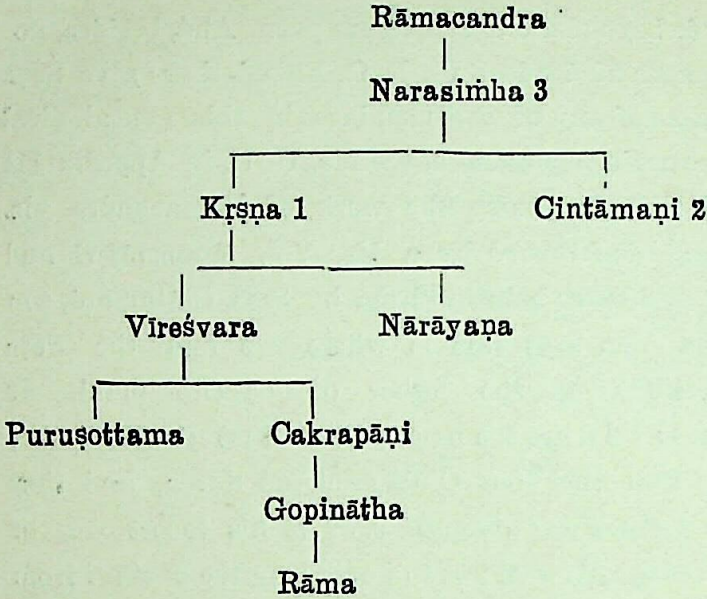 Rāmacandra
Narasiṁha 3
Kṛṣṇa 1 Cintāmaṇi 2
Vīreśvara Nārāyaṇa
Puruṣottama Cakrapāṇi
Gopinātha
Rāma